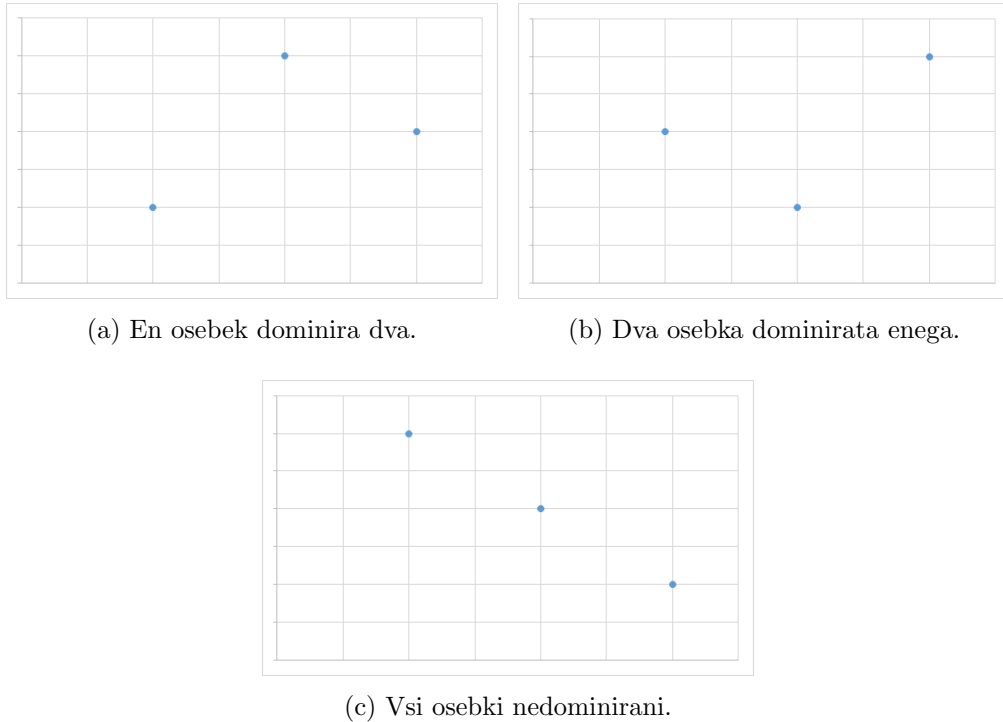 (a) En osebek dominira dva.
(b) Dva osebka dominirata enega.
(c) Vsi osebki nedominirani.